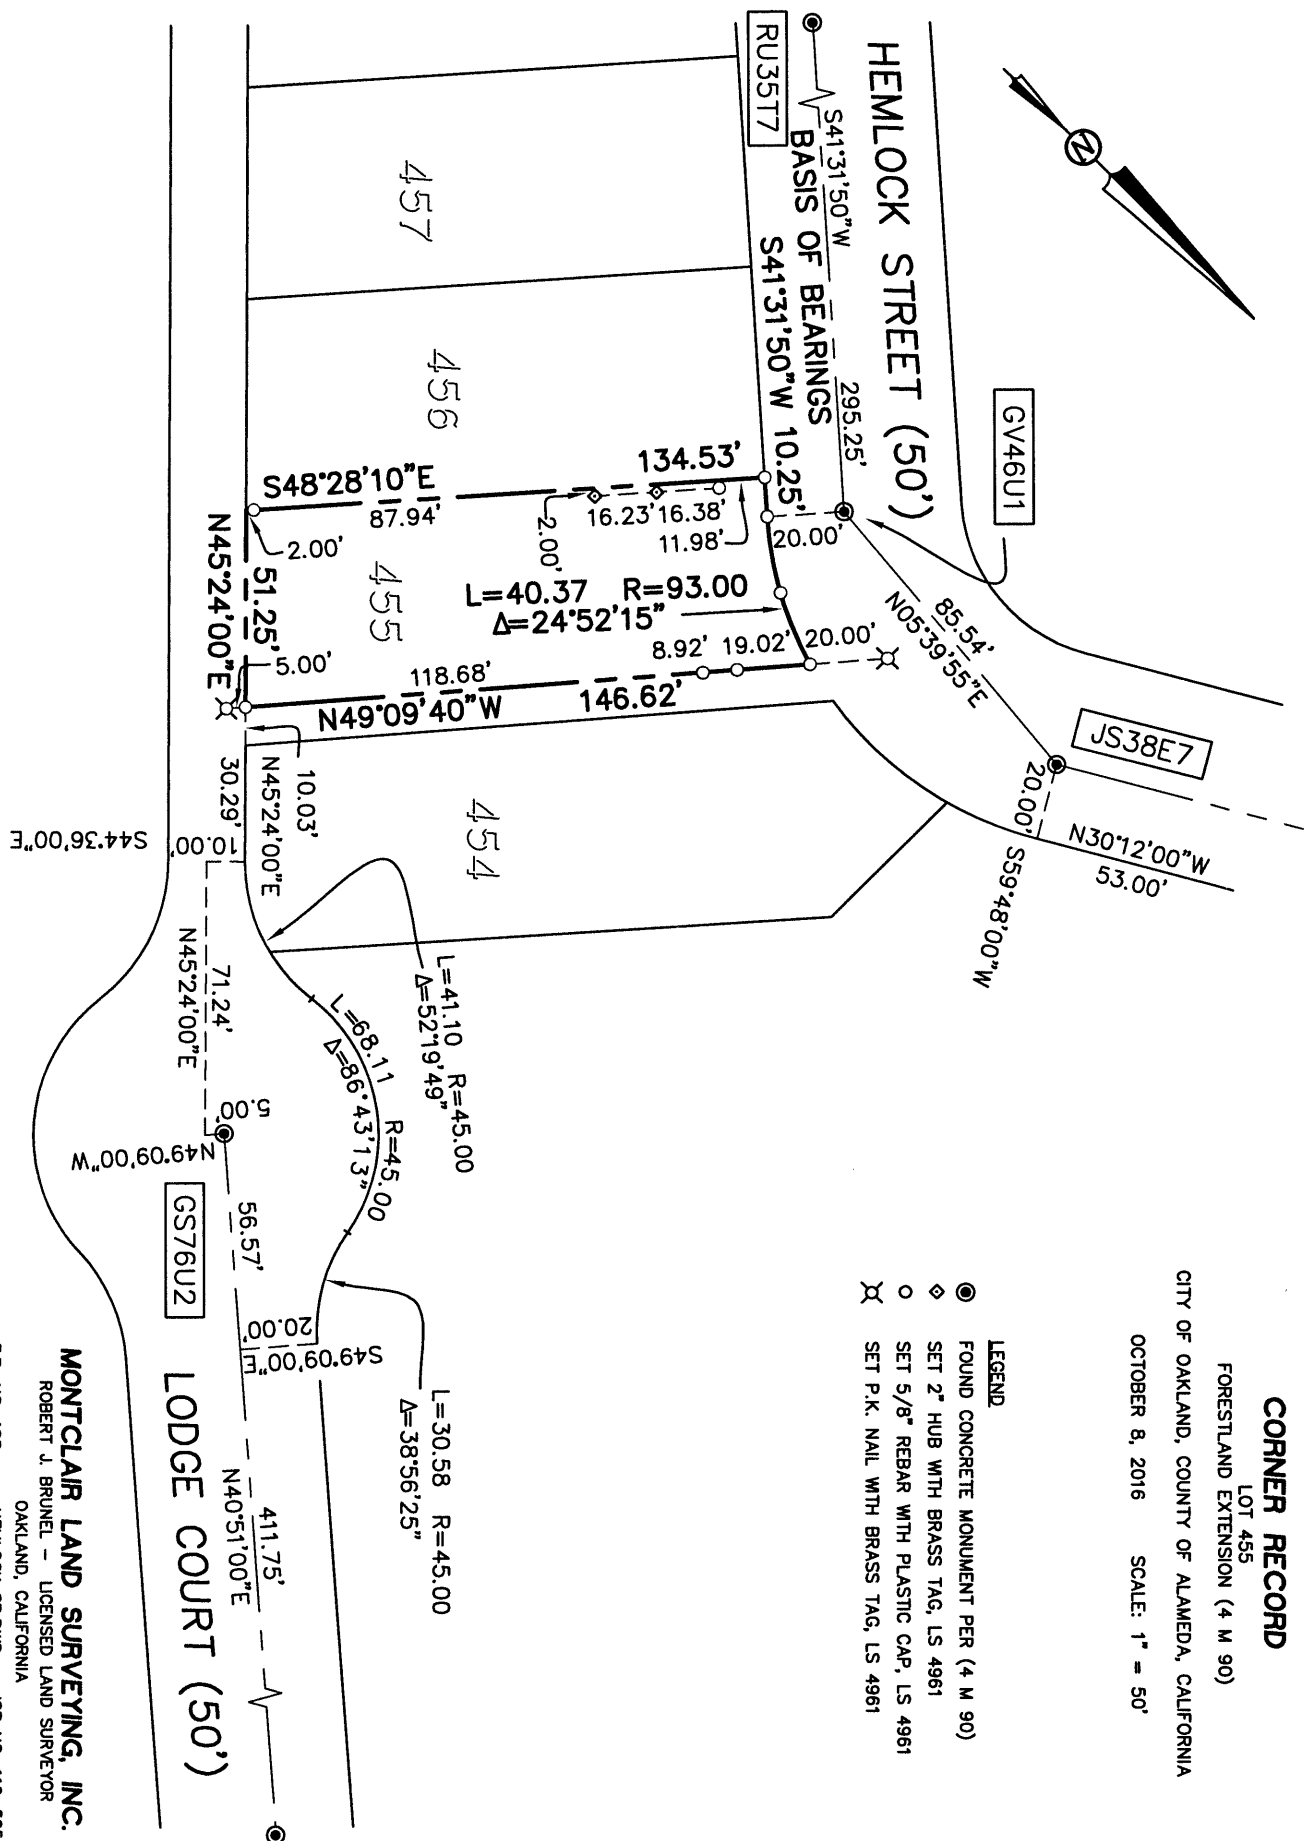 CORNER RECORD
LOT 455
FORESTLAND EXTENSION (4 M 90)
CITY OF OAKLAND, COUNTY OF ALAMEDA, CALIFORNIA
OCTOBER 8, 2016 SCALE: 1" = 50'
LEGEND
FOUND CONCRETE MONUMENT PER (4 M 90)
SET 2" HUB WITH BRASS TAG, LS 4961
SET 5/8" REBAR WITH PLASTIC CAP, LS 4961
SET P.K. NAIL WITH BRASS TAG, LS 4961
N
HEMLOCK STREET (50')
RU35T7
GV46U1
JS38E7
S41°31'50"W
295.25'
BASIS OF BEARINGS
S41°31'50"W 10.25'
85.54'
N05°39'55"E
20.00'
S59°48'00"W
N30°12'00"W
53.00'
457
456
455
454
134.53'
S48°28'10"E
87.94'
2.00'
16.23'
16.38'
2.00'
11.98'
20.00'
L=40.37 R=93.00
Δ=24°52'15"
20.00'
8.92'
19.02'
N45°24'00"E
51.25'
5.00'
118.68'
N49°09'40"W
146.62'
10.03'
N45°24'00"E
30.29'
10.00'
S44°36'00"E
71.24'
N45°24'00"E
L=41.10 R=45.00
Δ=52°19'49"
L=68.11 R=45.00
Δ=86°43'13"
5.00'
N49°09'00"W
GS76U2
56.57'
20.00'
S49°09'00"E
L=30.58 R=45.00
Δ=38°56'25"
411.75'
N40°51'00"E
LODGE COURT (50')
MONTCLAIR LAND SURVEYING, INC.
ROBERT J. BRUNEL - LICENSED LAND SURVEYOR
OAKLAND, CALIFORNIA